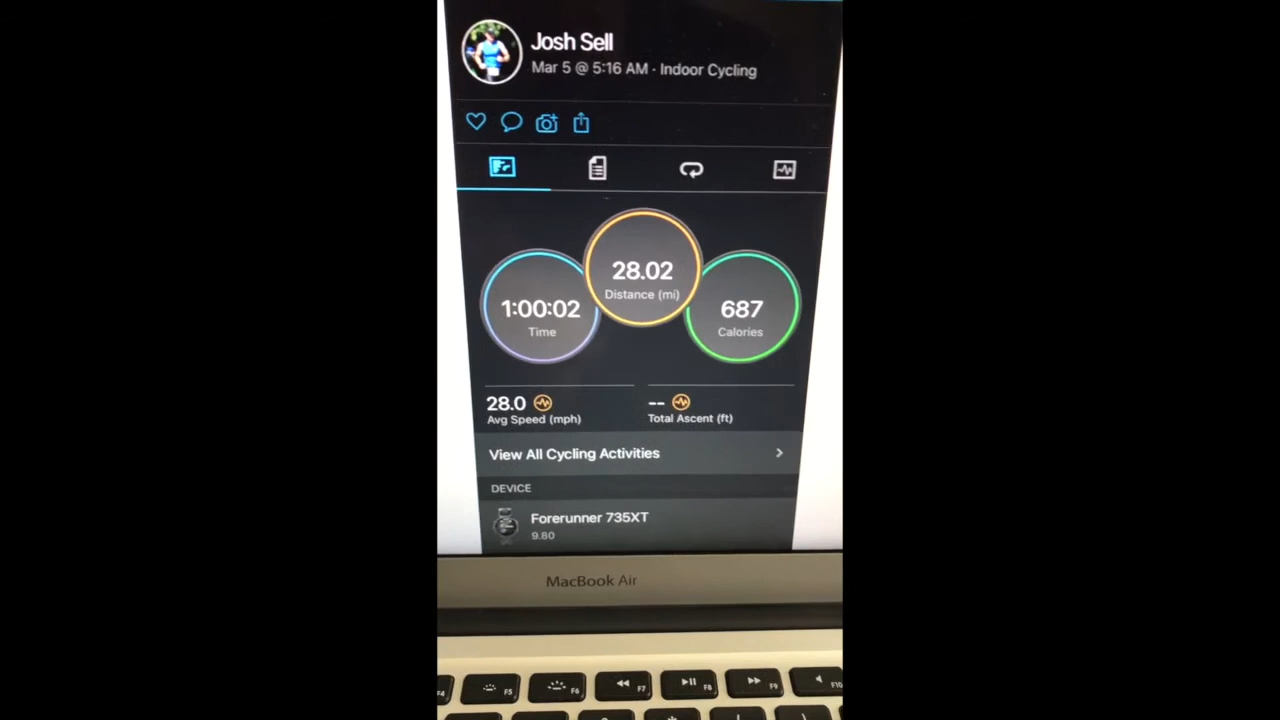 Josh Sell
Mar 5 @ 5:16 AM · Indoor Cycling
28.02
Distance (mi)
1:00:02
Time
687
Calories
28.0
Avg Speed (mph)
--
Total Ascent (ft)
View All Cycling Activities
DEVICE
Forerunner 735XT
9.80
MacBook Air
F4 F5 F6 F7 F8 F9 F10